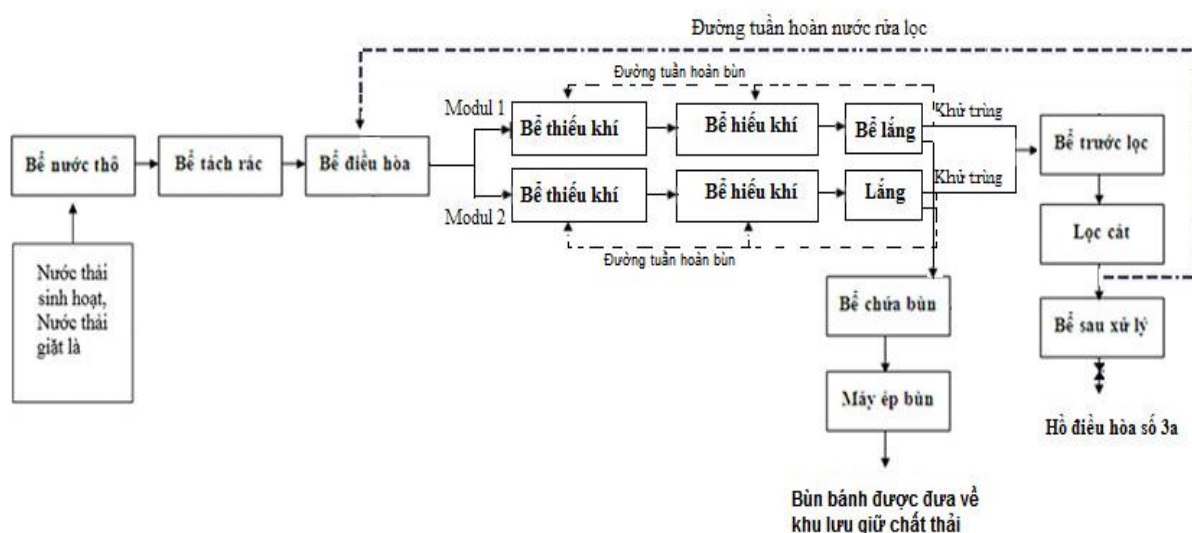 Đường tuần hoàn nước rửa lọc
Đường tuần hoàn bùn
Modul 1
Bể thiếu khí
Bể hiếu khí
Bể lắng
Khử trùng
Bể nước thô
Bể tách rác
Bể điều hòa
Bể trước lọc
Modul 2
Bể thiếu khí
Bể hiếu khí
Lắng
Khử trùng
Đường tuần hoàn bùn
Lọc cát
Nước thải
sinh hoạt,
Nước thải
giặt là
Bể chứa bùn
Bể sau xử lý
Máy ép bùn
Hồ điều hòa số 3a
Bùn bánh được đưa về
khu lưu giữ chất thải